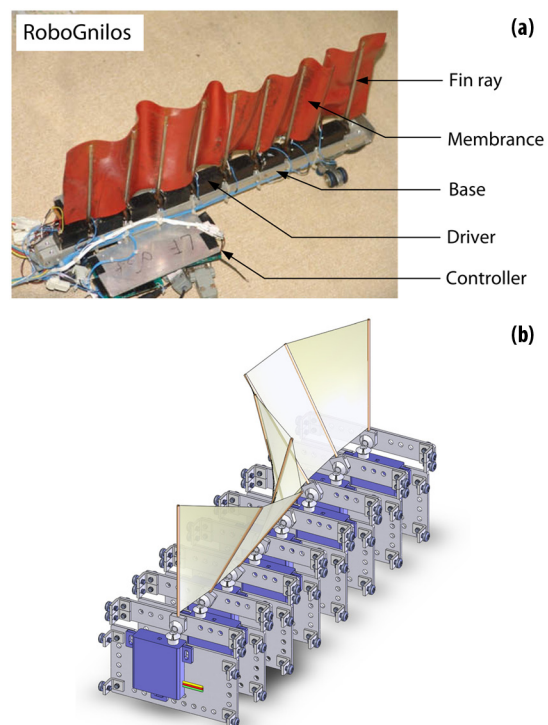 RoboGnilos
(a)
Fin ray
Membrance
Base
Driver
Controller
(b)